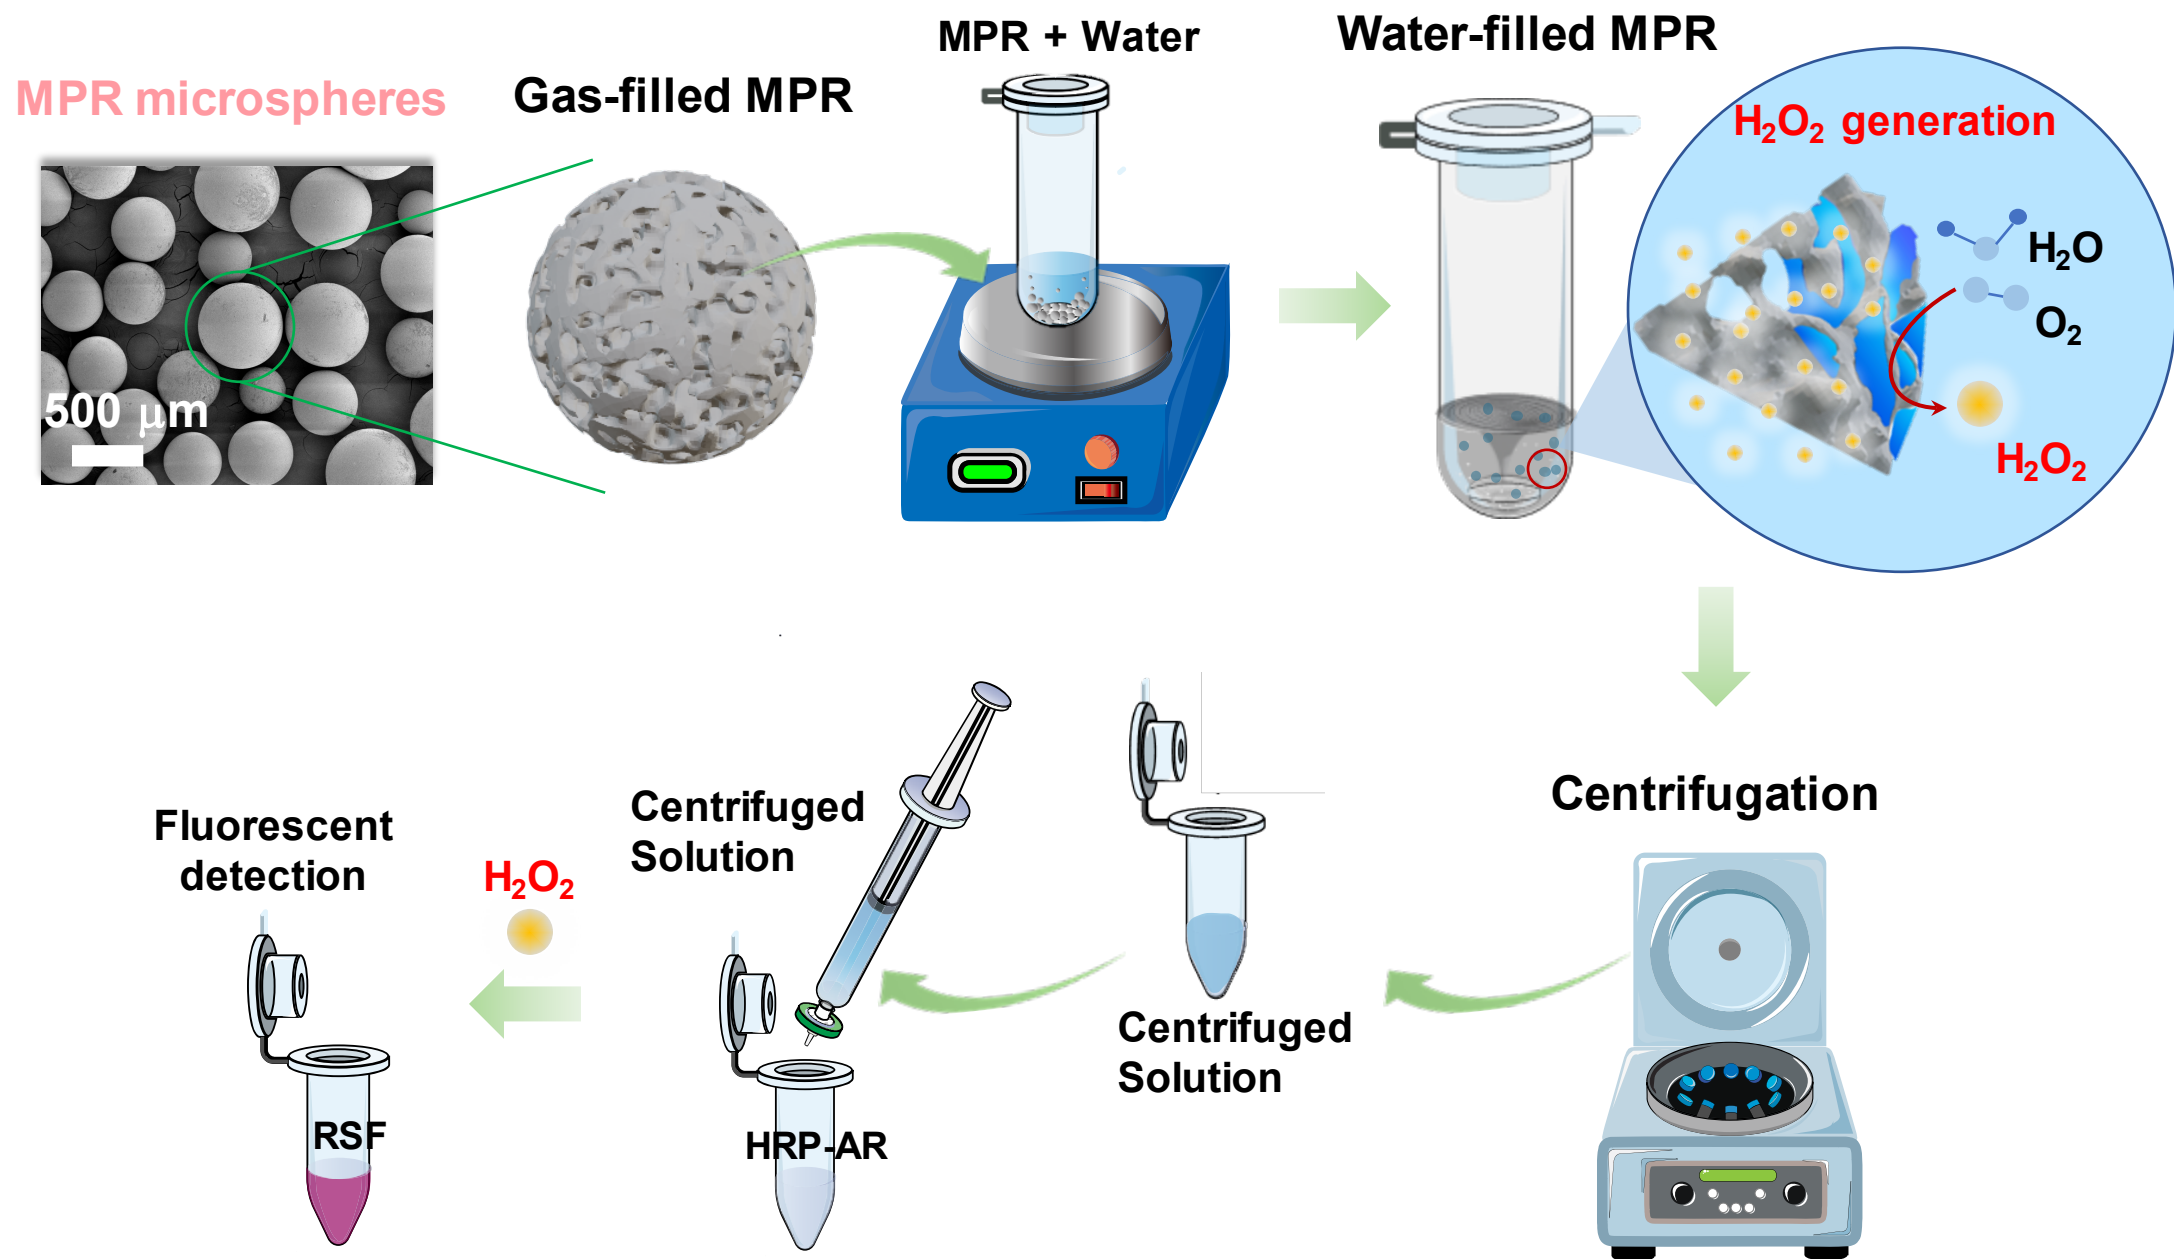 MPR microspheres
500 μm
Gas-filled MPR
MPR + Water
Water-filled MPR
H₂O₂ generation
H₂O
O₂
H₂O₂
Centrifugation
Centrifuged
Solution
Centrifuged
Solution
HRP-AR
H₂O₂
Fluorescent
detection
RSF